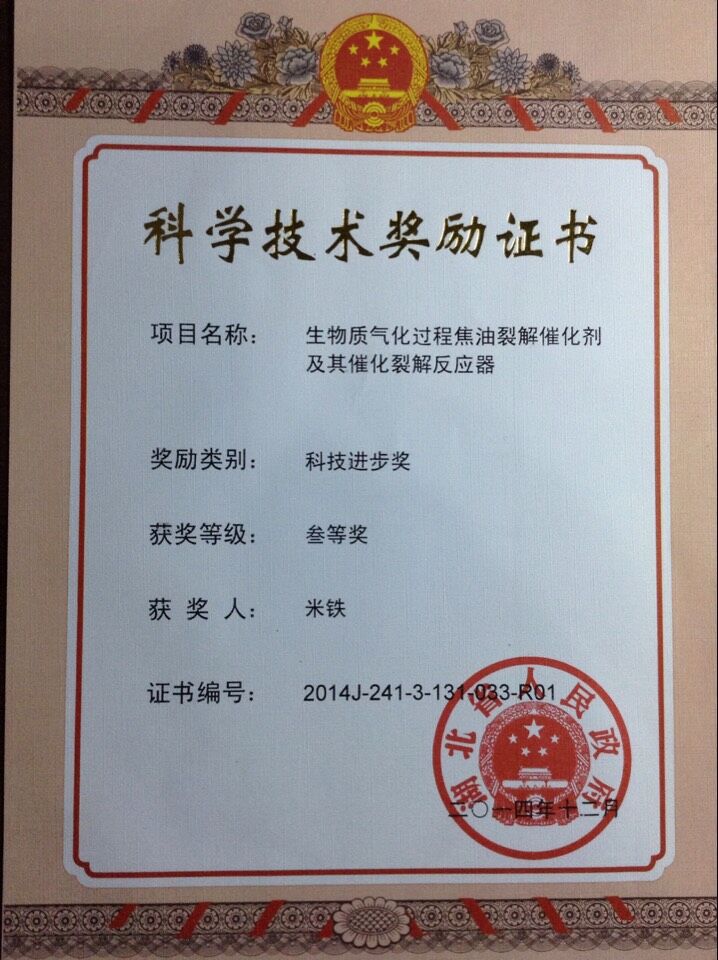 科学技术奖励证书
项目名称： 生物质气化过程焦油裂解催化剂
及其催化裂解反应器
奖励类别： 科技进步奖
获奖等级： 叁等奖
获 奖 人： 米铁
证书编号： 2014J-241-3-131-033-R01
湖北省人民政府
二〇一四年十二月